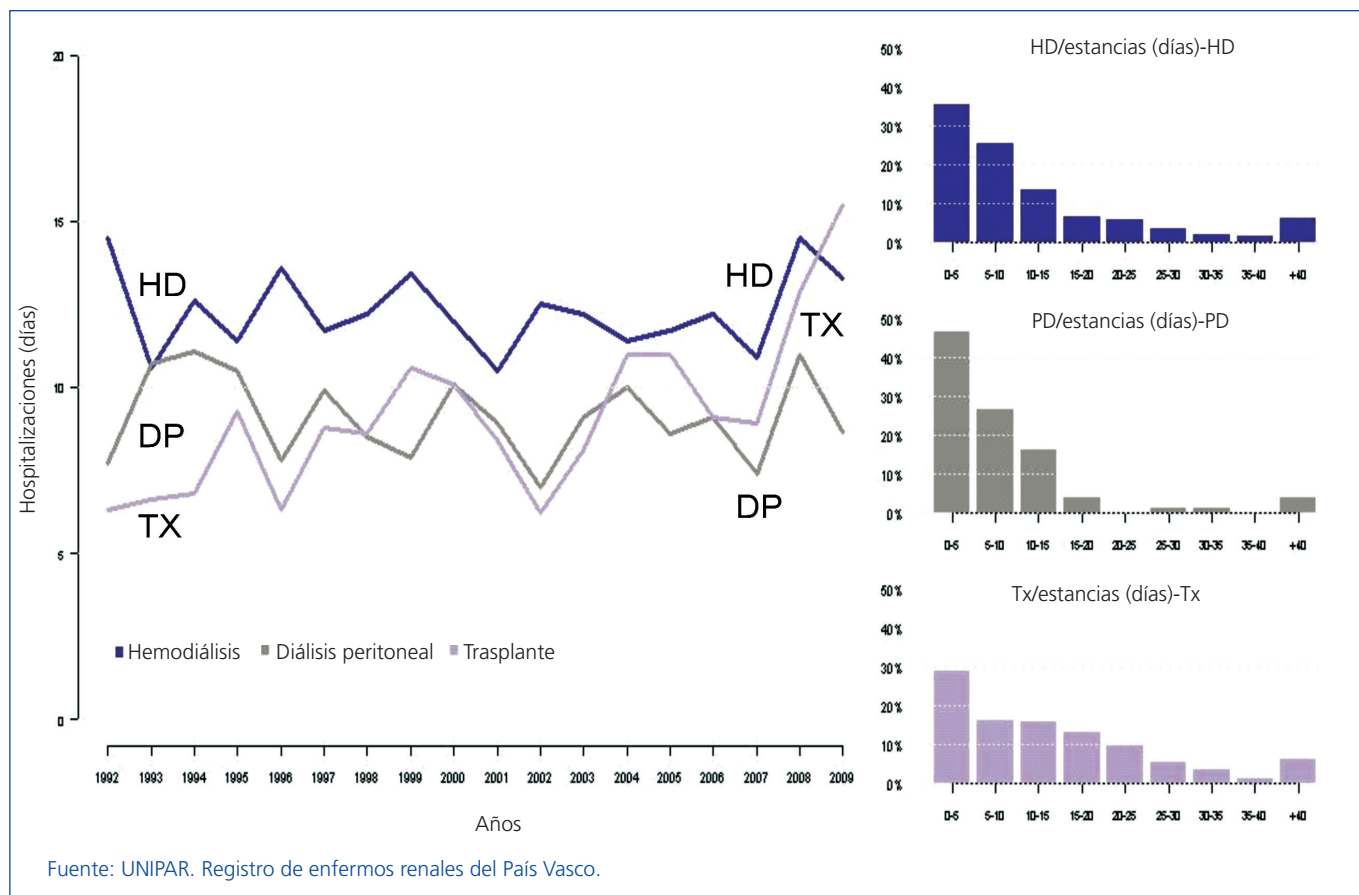 20
15
10
5
0
Hospitalizaciones (días)
HD
DP
TX
HD
TX
DP
Hemodiálisis Diálisis peritoneal Trasplante
1992 1993 1994 1995 1996 1997 1998 1999 2000 2001 2002 2003 2004 2005 2006 2007 2008 2009
Años
HD/estancias (días)-HD
50%
40%
30%
20%
10%
0%
0-5 5-10 10-15 15-20 20-25 25-30 30-35 35-40 +40
PD/estancias (días)-PD
50%
40%
30%
20%
10%
0%
0-5 5-10 10-15 15-20 20-25 25-30 30-35 35-40 +40
Tx/estancias (días)-Tx
50%
40%
30%
20%
10%
0%
0-5 5-10 10-15 15-20 20-25 25-30 30-35 35-40 +40
Fuente: UNIPAR. Registro de enfermos renales del País Vasco.